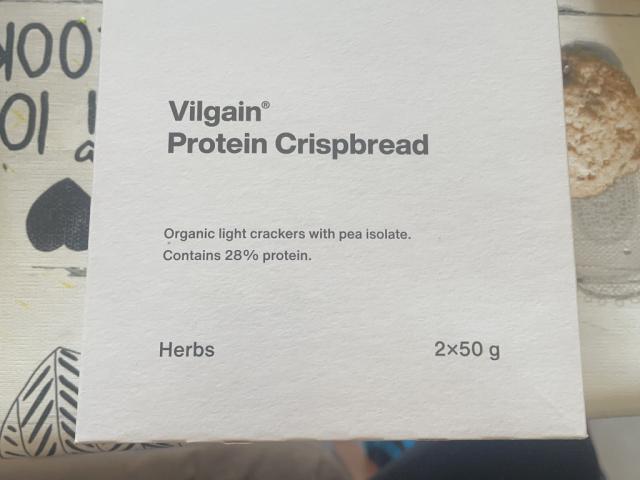 Vilgain®
Protein Crispbread
Organic light crackers with pea isolate.
Contains 28% protein.
Herbs
2×50 g